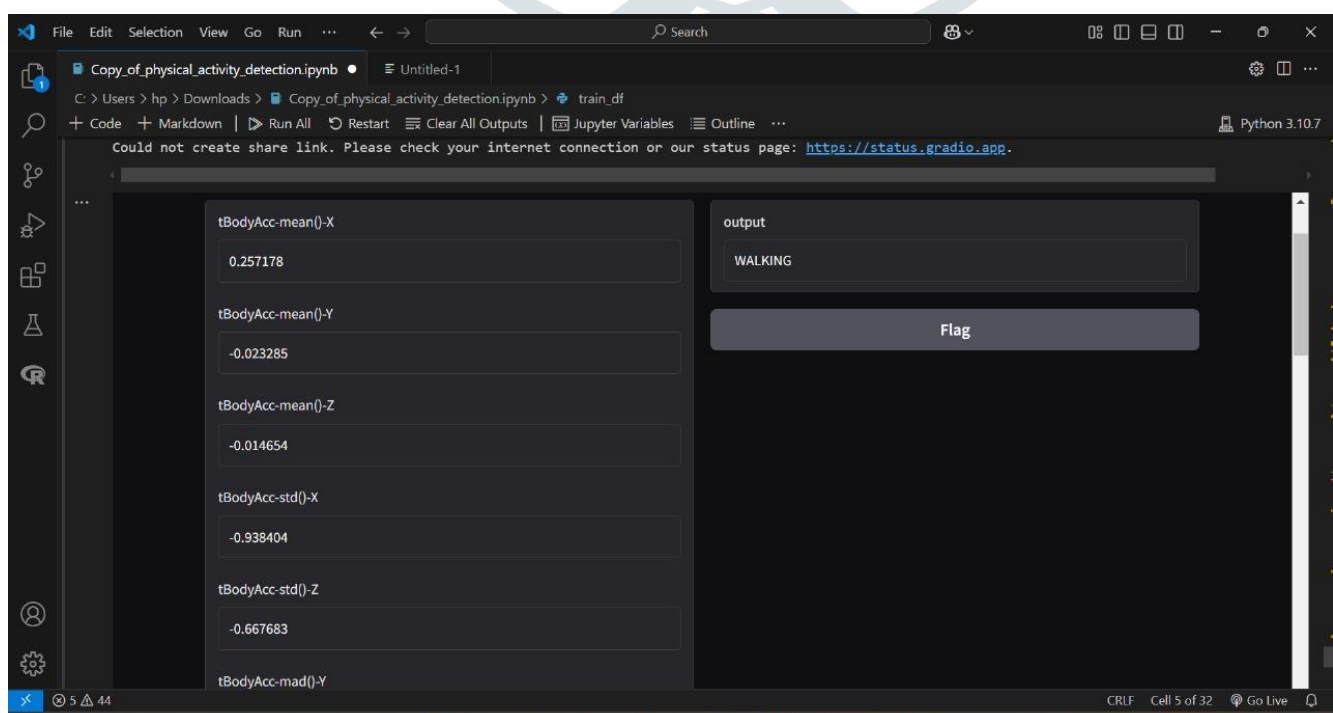 File Edit Selection View Go Run ··· ← → Search
Copy_of_physical_activity_detection.ipynb ● Untitled-1
C: > Users > hp > Downloads > Copy_of_physical_activity_detection.ipynb > train_df
+ Code + Markdown | Run All Restart Clear All Outputs | Jupyter Variables Outline ··· Python 3.10.7
Could not create share link. Please check your internet connection or our status page: https://status.gradio.app.
1
...
tBodyAcc-mean()-X
0.257178
tBodyAcc-mean()-Y
-0.023285
tBodyAcc-mean()-Z
-0.014654
tBodyAcc-std()-X
-0.938404
tBodyAcc-std()-Z
-0.667683
tBodyAcc-mad()-Y
output
WALKING
Flag
R
5 44 CRLF Cell 5 of 32 Go Live